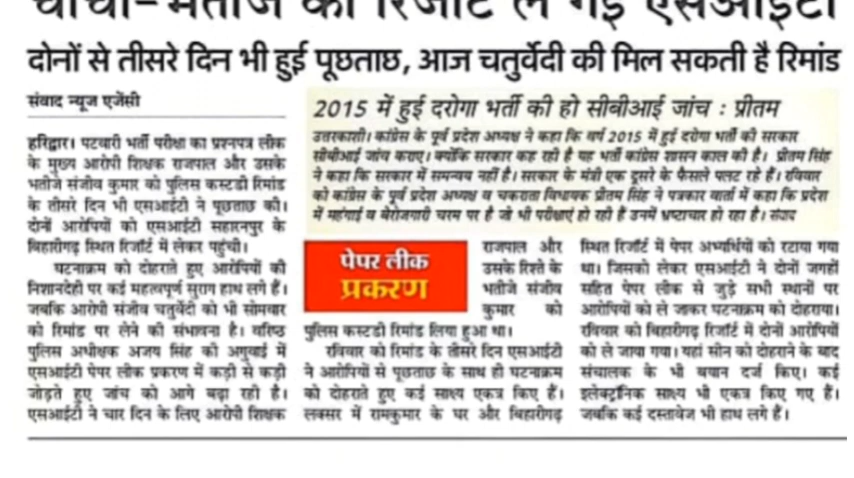 चाचा-भतीजे को रिजॉर्ट ले गई एसआईटी
दोनों से तीसरे दिन भी हुई पूछताछ, आज चतुर्वेदी की मिल सकती है रिमांड
संवाद न्यूज एजेंसी
हरिद्वार। पटवारी भर्ती परीक्षा का प्रश्नपत्र लीक
के मुख्य आरोपी शिक्षक राजपाल और उसके
भतीजे संजीव कुमार को पुलिस कस्टडी रिमांड
के तीसरे दिन भी एसआईटी ने पूछताछ की।
दोनों आरोपियों को एसआईटी सहारनपुर के
बिहारीगढ़ स्थित रिजॉर्ट में लेकर पहुंची।
घटनाक्रम को दोहराते हुए आरोपियों की
निशानदेही पर कई महत्वपूर्ण सुराग हाथ लगे हैं।
जबकि आरोपी संजीव चतुर्वेदी को भी सोमवार
को रिमांड पर लेने की संभावना है। वरिष्ठ
पुलिस अधीक्षक अजय सिंह की अगुवाई में
एसआईटी पेपर लीक प्रकरण में कड़ी से कड़ी
जोड़ते हुए जांच को आगे बढ़ा रही है।
एसआईटी ने चार दिन के लिए आरोपी शिक्षक
2015 में हुई दरोगा भर्ती की हो सीबीआई जांच : प्रीतम
उत्तरकाशी। कांग्रेस के पूर्व प्रदेश अध्यक्ष ने कहा कि वर्ष 2015 में हुई दरोगा भर्ती की सरकार
सीबीआई जांच कराए। क्योंकि सरकार कह रही है यह भर्ती कांग्रेस शासन काल की है। प्रीतम सिंह
ने कहा कि सरकार में समन्वय नहीं है। सरकार के मंत्री एक दूसरे के फैसले पलट रहे हैं। रविवार
को कांग्रेस के पूर्व प्रदेश अध्यक्ष व चकराता विधायक प्रीतम सिंह ने पत्रकार वार्ता में कहा कि प्रदेश
में महंगाई व बेरोजगारी चरम पर है जो भी परीक्षाएं हो रही हैं उनमें भ्रष्टाचार हो रहा है। संवाद
पेपर लीक
प्रकरण
राजपाल और
उसके रिश्ते के
भतीजे संजीव
कुमार को
पुलिस कस्टडी रिमांड लिया हुआ था।
रविवार को रिमांड के तीसरे दिन एसआईटी
ने आरोपियों से पूछताछ के साथ ही घटनाक्रम
को दोहराते हुए कई साक्ष्य एकत्र किए हैं।
लक्सर में रामकुमार के घर और बिहारीगढ़
स्थित रिजॉर्ट में पेपर अभ्यर्थियों को रटाया गया
था। जिसको लेकर एसआईटी ने दोनों जगहों
सहित पेपर लीक से जुड़े सभी स्थानों पर
आरोपियों को ले जाकर घटनाक्रम को दोहराया।
रविवार को बिहारीगढ़ रिजॉर्ट में दोनों आरोपियों
को ले जाया गया। यहां सीन को दोहराने के बाद
संचालक के भी बयान दर्ज किए। कई
इलेक्ट्रॉनिक साक्ष्य भी एकत्र किए गए हैं।
जबकि कई दस्तावेज भी हाथ लगे हैं।